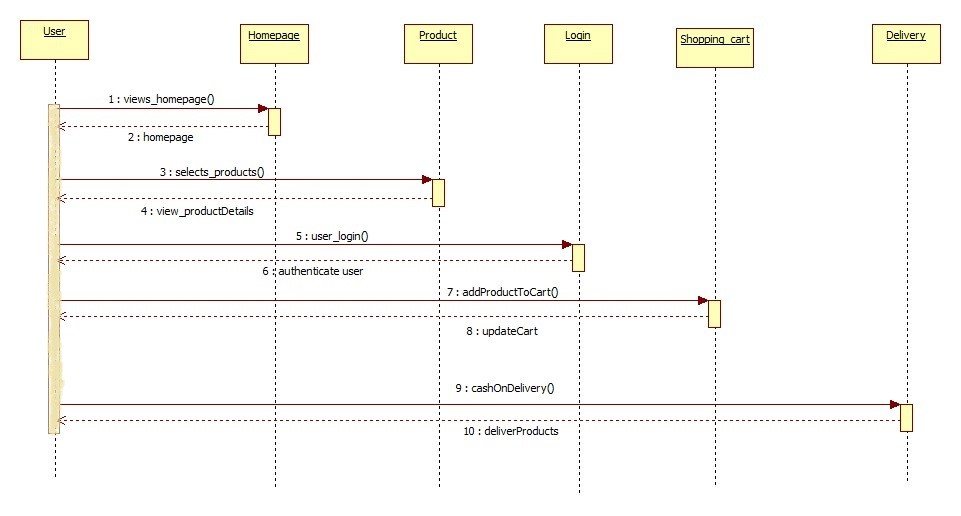 User
Homepage
Product
Login
Shopping_cart
Delivery
1 : views_homepage()
2 : homepage
3 : selects_products()
4 : view_productDetails
5 : user_login()
6 : authenticate user
7 : addProductToCart()
8 : updateCart
9 : cashOnDelivery()
10 : deliverProducts